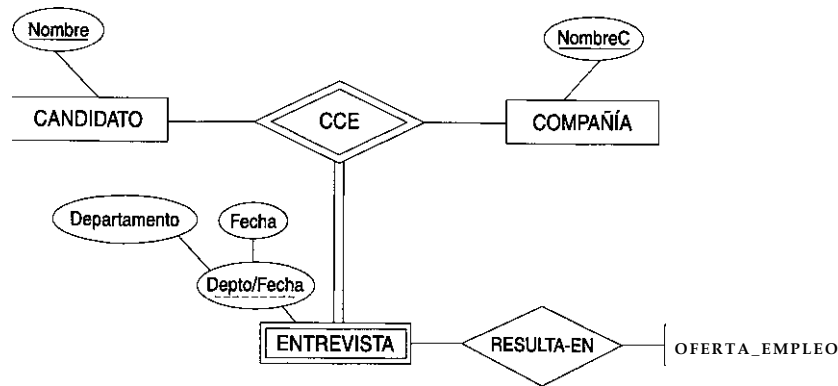 Nombre
NombreC
CANDIDATO
CCE
COMPAÑÍA
Departamento
Fecha
Depto/Fecha
ENTREVISTA
RESULTA-EN
OFERTA_EMPLEO